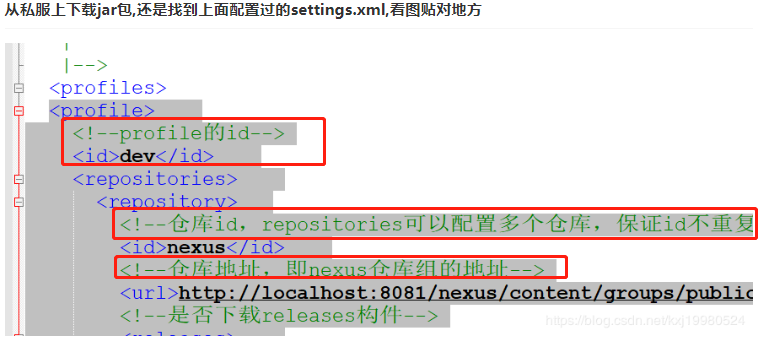 从私服上下载jar包,还是找到上面配置过的settings.xml,看图贴对地方
|
|-->
<profiles>
<profile>
<!--profile的id-->
<id>dev</id>
<repositories>
<repository>
<!--仓库id，repositories可以配置多个仓库，保证id不重复
<id>nexus</id>
<!--仓库地址，即nexus仓库组的地址-->
<url>http://localhost:8081/nexus/content/groups/public
<!--是否下载releases构件-->
<releases>
https://blog.csdn.net/kxj19980524